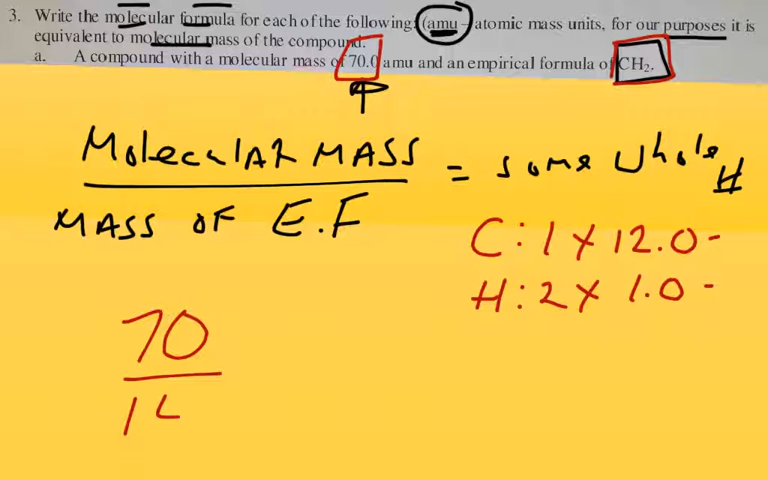 3. Write the molecular formula for each of the following: (amu – atomic mass units, for our purposes it is
equivalent to molecular mass of the compound.
a. A compound with a molecular mass of 70.0 amu and an empirical formula of CH₂.
Molecular MASS
MASS OF E.F
= some whole #
C: 1 x 12.0 -
H: 2 x 1.0 -
70
14